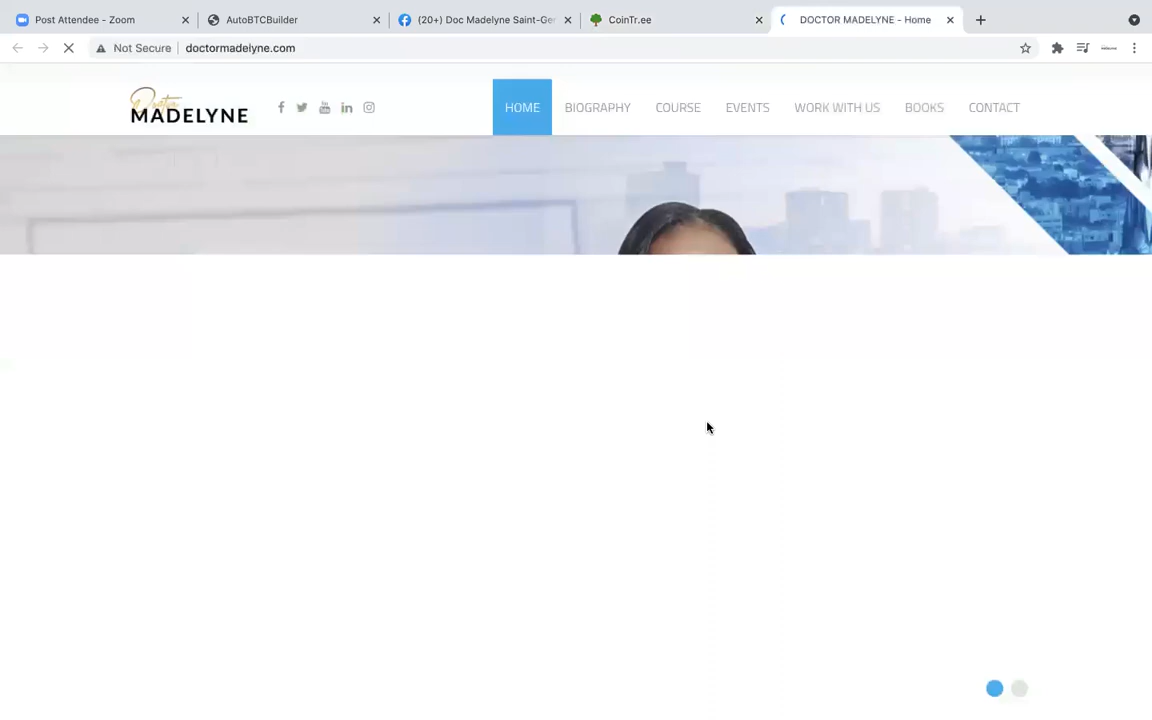 Post Attendee - Zoom
AutoBTCBuilder
(20+) Doc Madelyne Saint-Ger
CoinTr.ee
DOCTOR MADELYNE - Home
Not Secure
doctormadelyne.com
Doctor
MADELYNE
HOME
BIOGRAPHY
COURSE
EVENTS
WORK WITH US
BOOKS
CONTACT